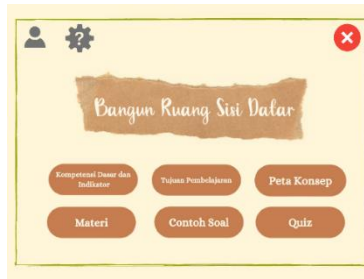 Bangun Ruang Sisi Datar
Kompetensi Dasar dan
Indikator
Tujuan Pembelajaran
Peta Konsep
Materi
Contoh Soal
Quiz